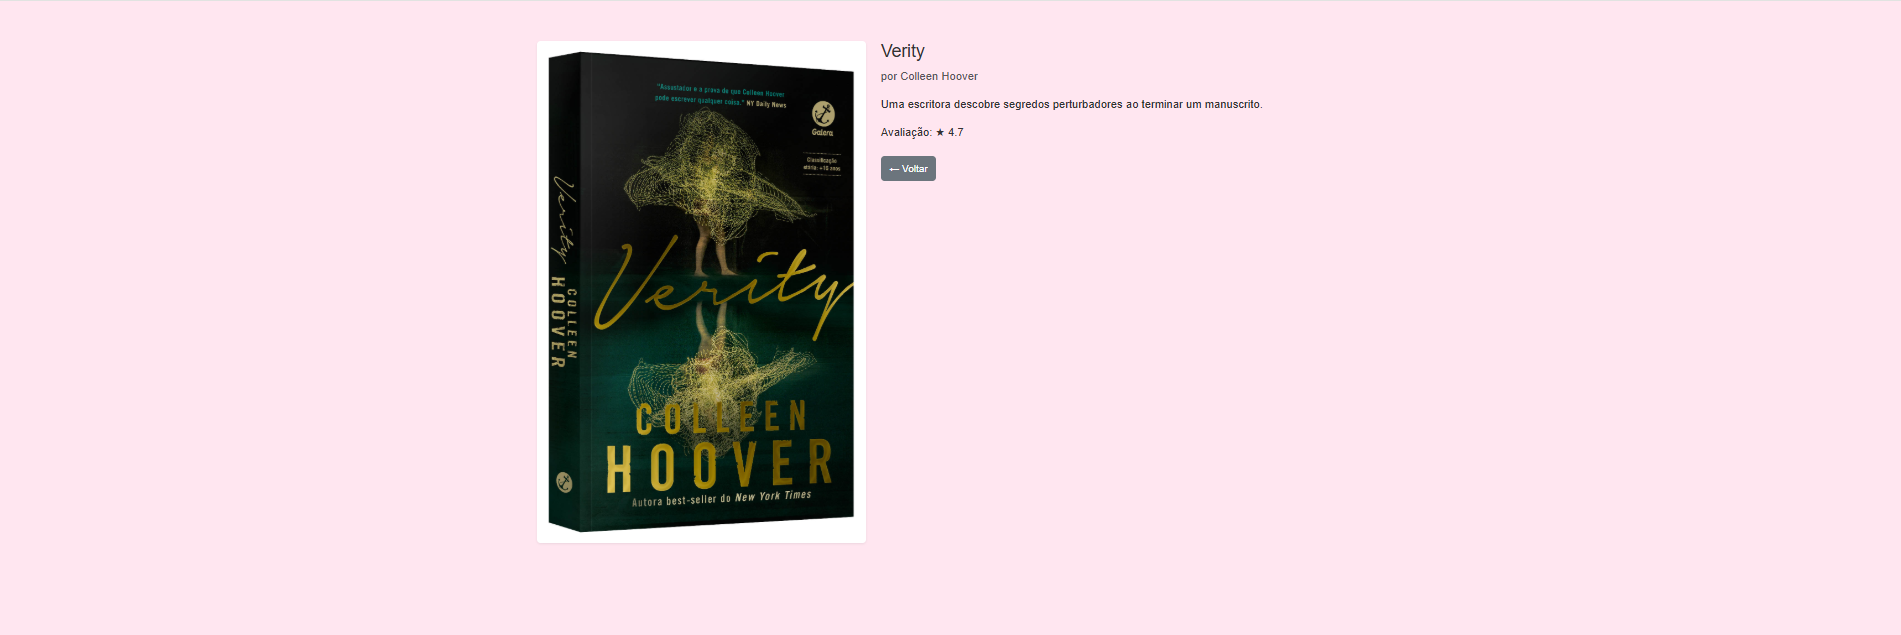 "Assustador e a prova de que Colleen Hoover
pode escrever qualquer coisa." NY Daily News
Galera
Classificação
Verity
COLLEEN
HOOVER
Verity
COLLEEN
HOOVER
Autora best-seller do New York Times
Verity
por Colleen Hoover
Uma escritora descobre segredos perturbadores ao terminar um manuscrito.
Avaliação: ★ 4.7
← Voltar